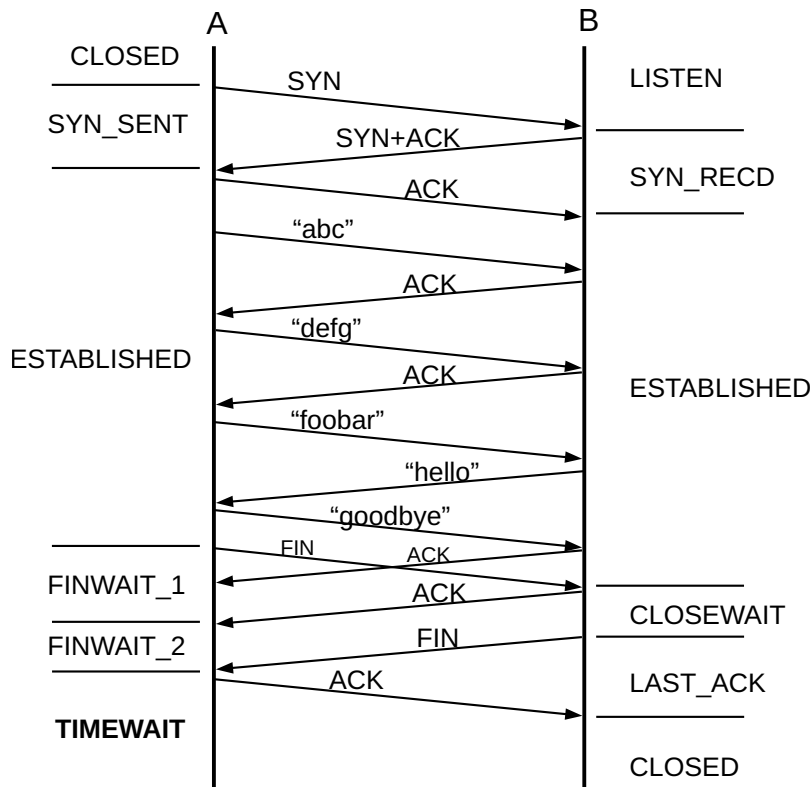 A
B
CLOSED
SYN
LISTEN
SYN_SENT
SYN+ACK
ACK
SYN_RECD
“abc”
ACK
“defg”
ESTABLISHED
ACK
ESTABLISHED
“foobar”
“hello”
“goodbye”
FIN
ACK
FINWAIT_1
ACK
CLOSEWAIT
FINWAIT_2
FIN
ACK
LAST_ACK
TIMEWAIT
CLOSED